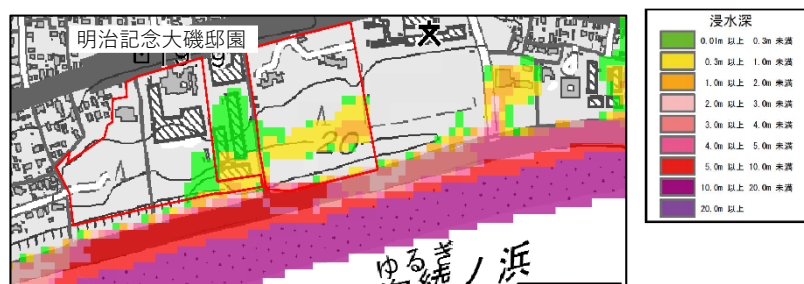 明治記念大磯邸園
19.9
20
ゆるぎ
ノ浜
浸水深
0.01m 以上 0.3m 未満
0.3m 以上 1.0m 未満
1.0m 以上 2.0m 未満
2.0m 以上 3.0m 未満
3.0m 以上 4.0m 未満
4.0m 以上 5.0m 未満
5.0m 以上 10.0m 未満
10.0m 以上 20.0m 未満
20.0m 以上